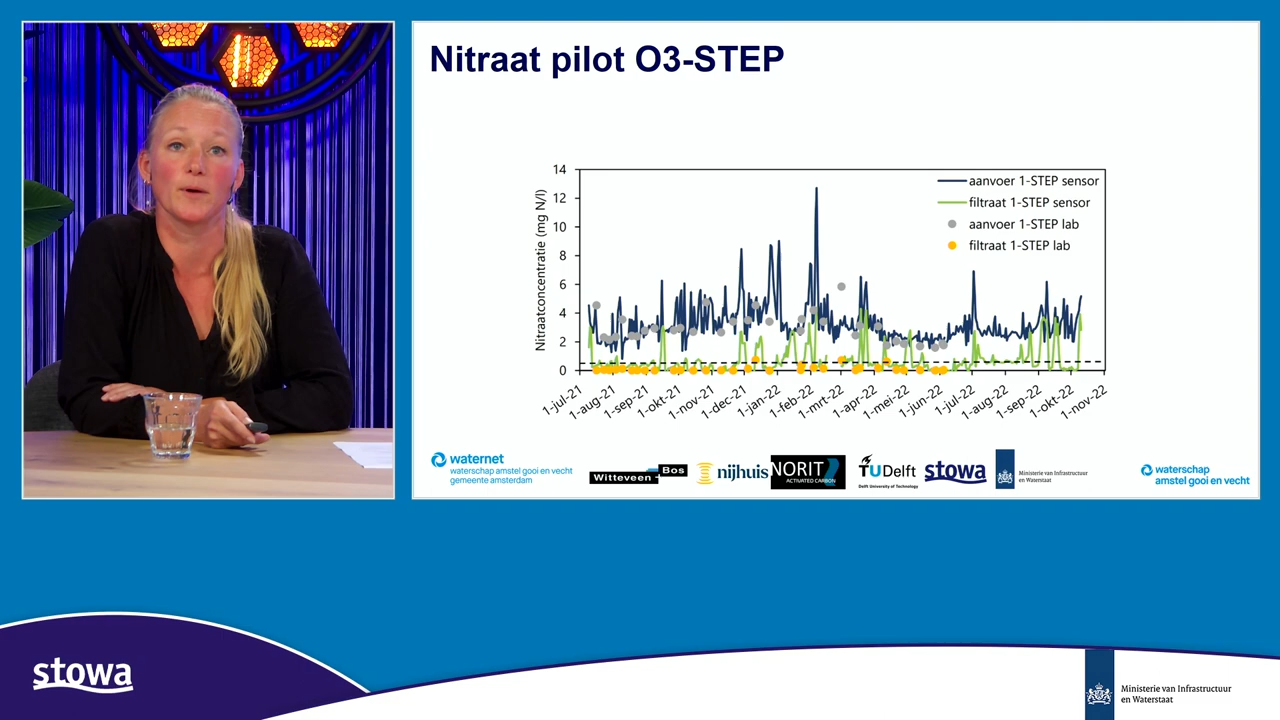 Nitraat pilot O3-STEP
Nitraatconcentratie (mg N/l)
14
12
10
8
6
4
2
0
aanvoer 1-STEP sensor
filtraat 1-STEP sensor
aanvoer 1-STEP lab
filtraat 1-STEP lab
1-jul-21
1-aug-21
1-sep-21
1-okt-21
1-nov-21
1-dec-21
1-jan-22
1-feb-22
1-mrt-22
1-apr-22
1-mei-22
1-jun-22
1-jul-22
1-aug-22
1-sep-22
1-okt-22
1-nov-22
waternet
waterschap amstel gooi en vecht
gemeente amsterdam
Witteveen + Bos
nijhuis
NORIT
ACTIVATED CARBON
TU Delft
Delft University of Technology
stowa
Ministerie van Infrastructuur
en Waterstaat
waterschap
amstel gooi en vecht
stowa
Ministerie van Infrastructuur
en Waterstaat